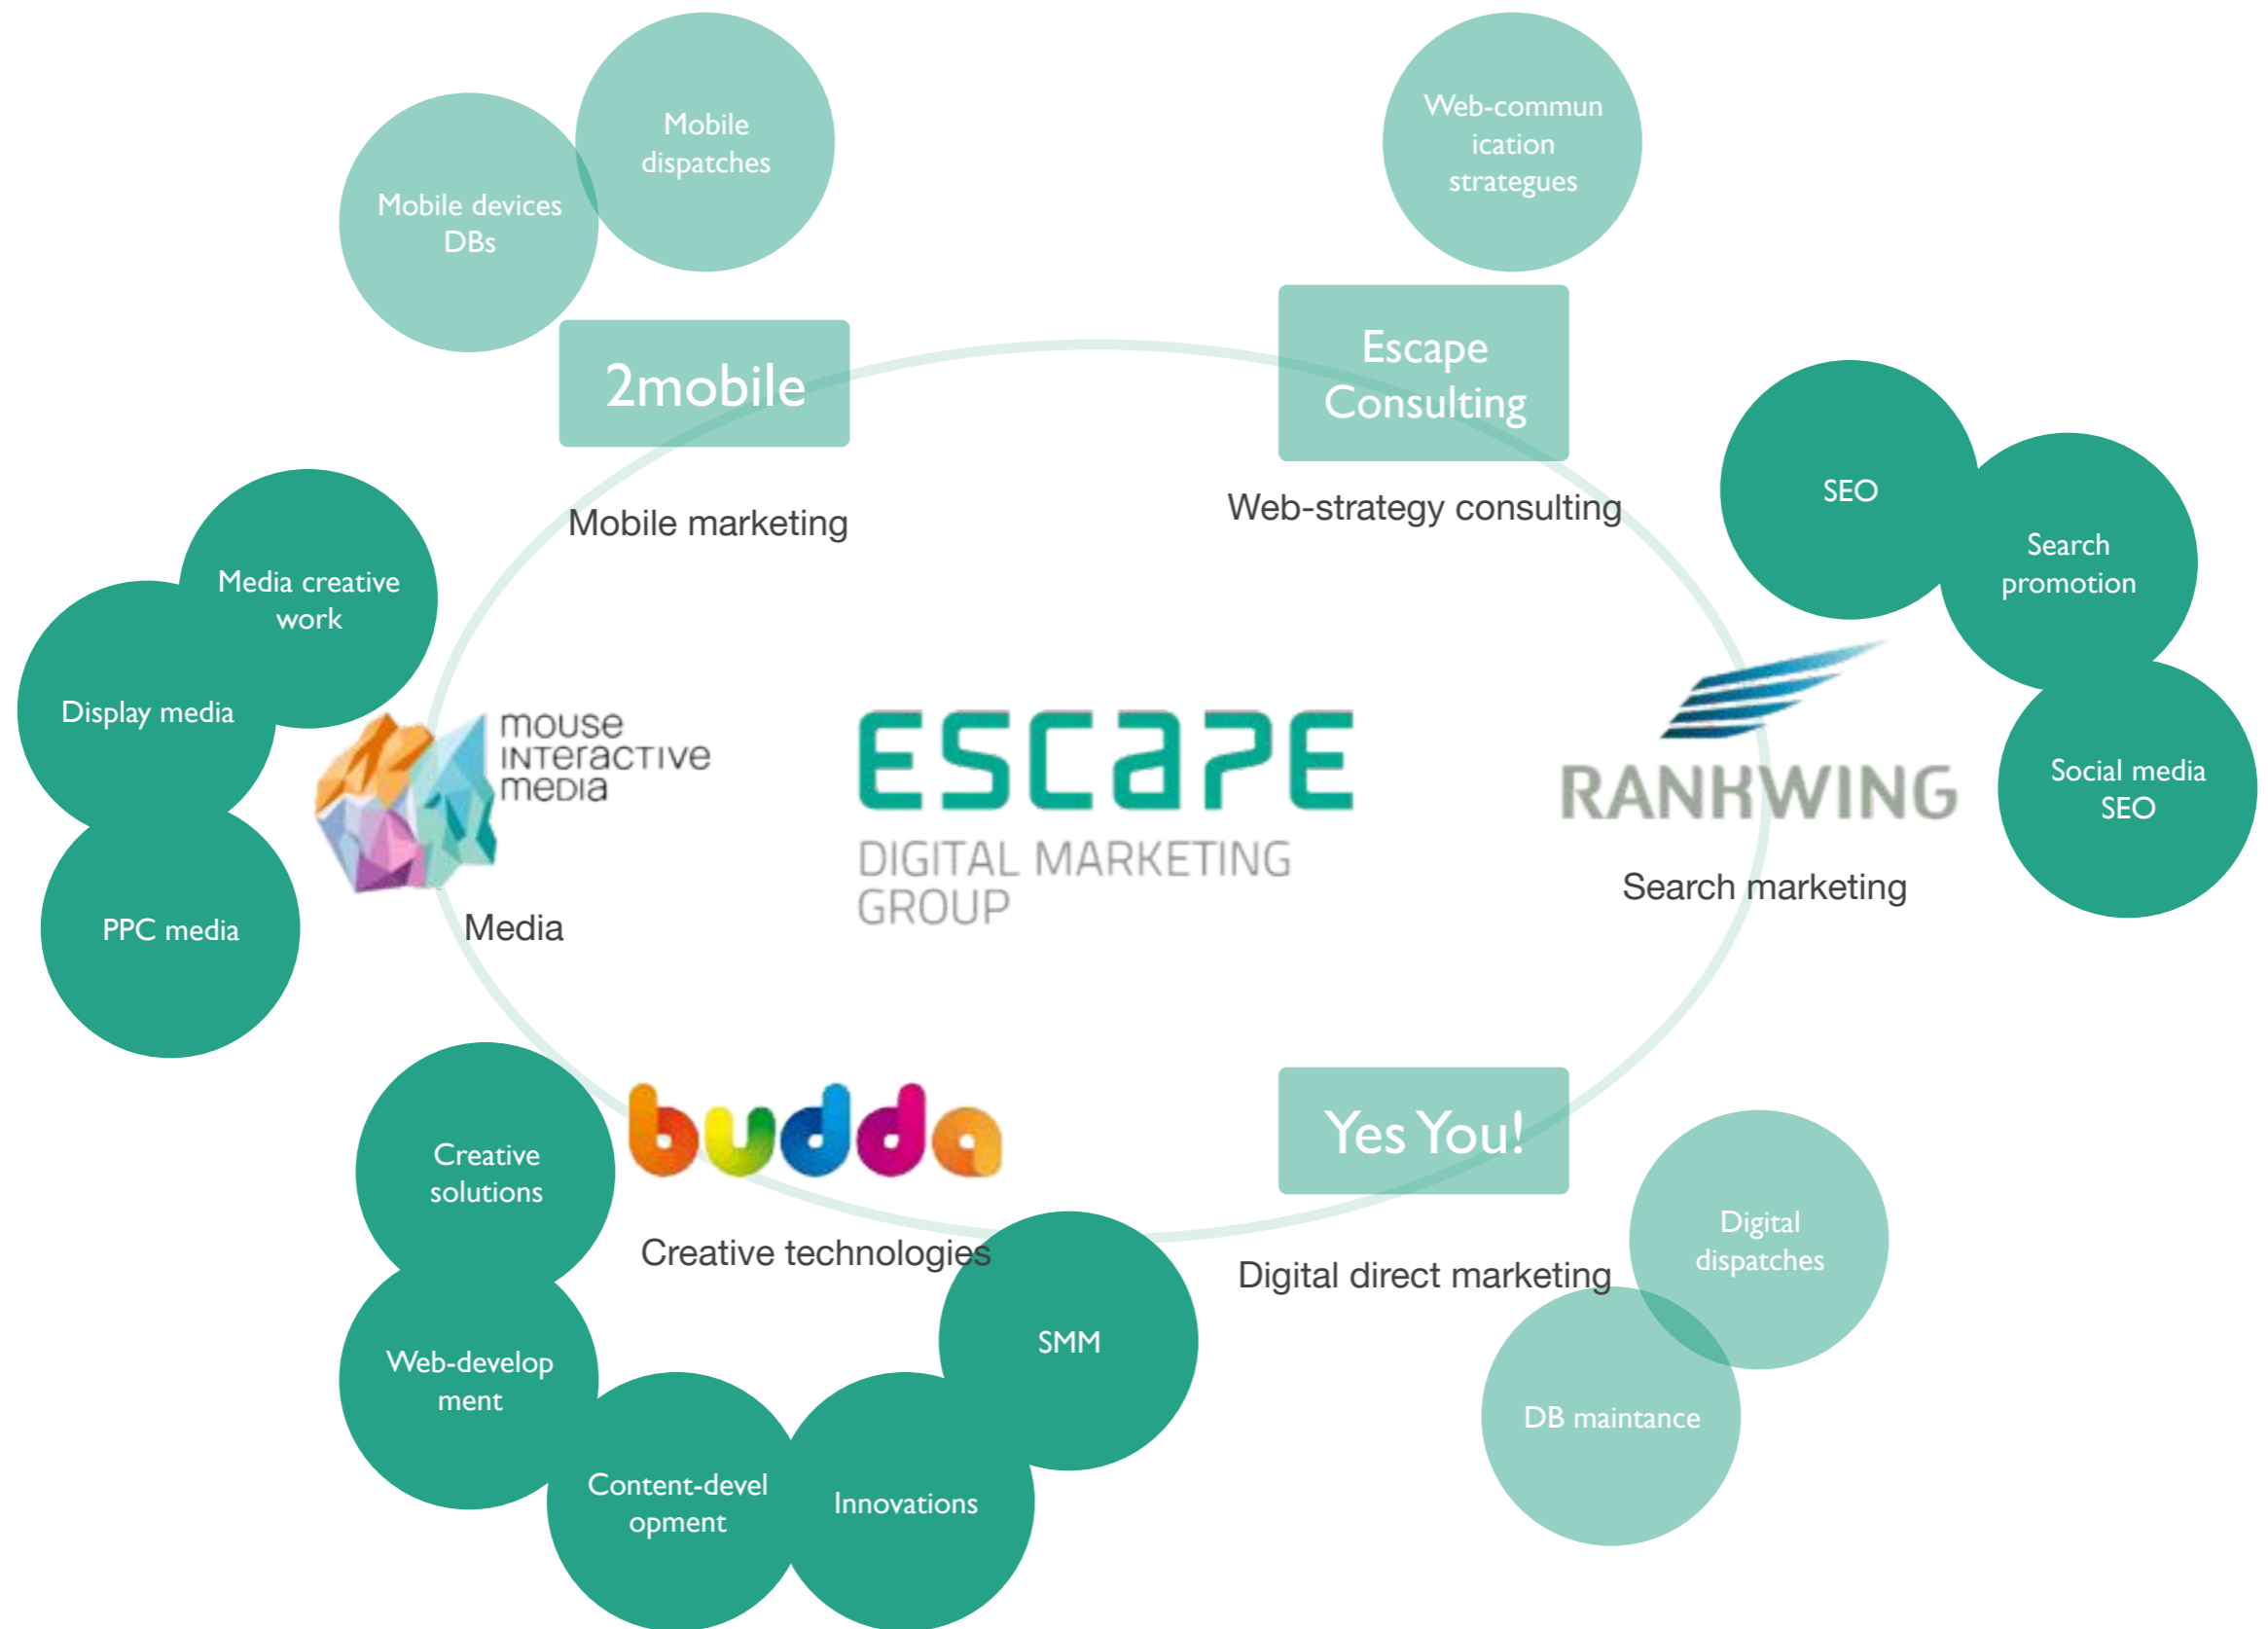 Mobile
dispatches
Mobile devices
DBs
2mobile
Mobile marketing
Web-commun
ication
strategues
Escape
Consulting
Web-strategy consulting
SEO
Search
promotion
Social media
SEO
RANKWING
Search marketing
Media creative
work
Display media
PPC media
mouse
INTeracTIVe
meDIa
Media
ESCAPE
DIGITAL MARKETING
GROUP
budda
Creative technologies
Creative
solutions
Web-develop
ment
Content-devel
opment
Innovations
SMM
Yes You!
Digital direct marketing
Digital
dispatches
DB maintance